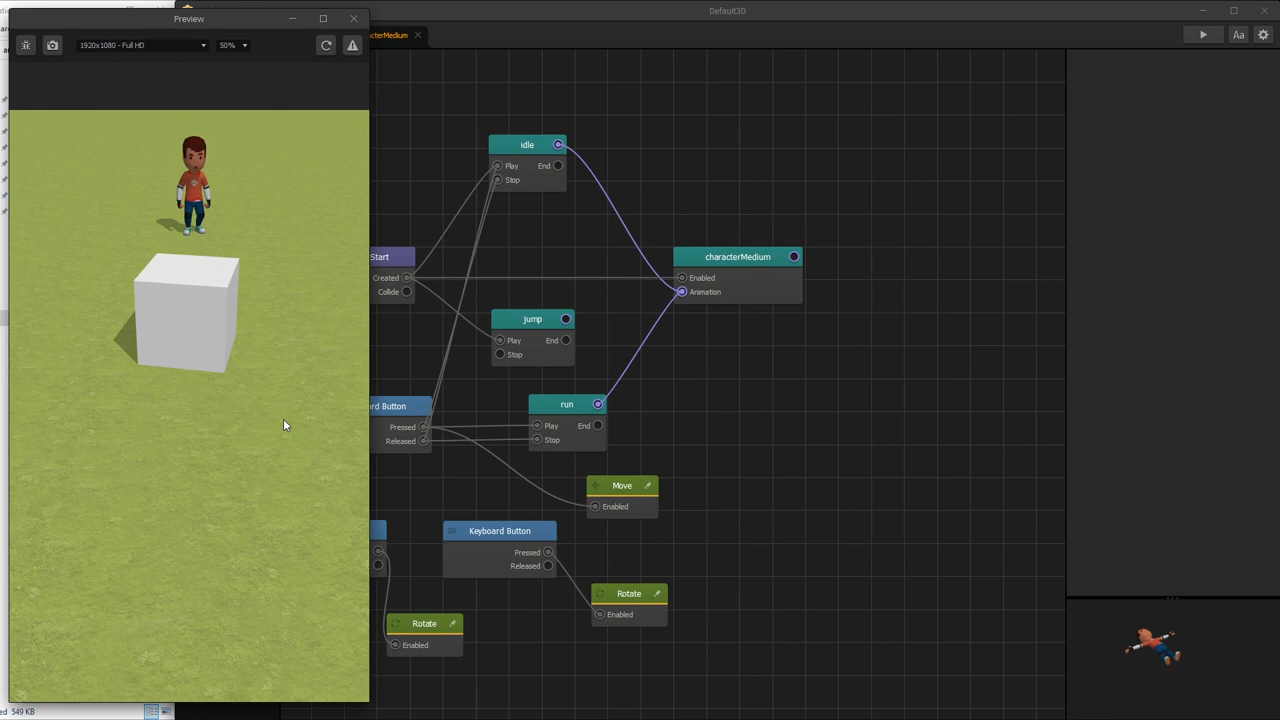 Preview
Default3D
1920x1080 - Full HD
50%
cterMedium
Aa
idle
Play
End
Stop
Start
Created
Collide
characterMedium
Enabled
Animation
jump
Play
End
Stop
rd Button
Pressed
Released
run
Play
End
Stop
Move
Enabled
Keyboard Button
Pressed
Released
Rotate
Enabled
Rotate
Enabled
ed 549 KB